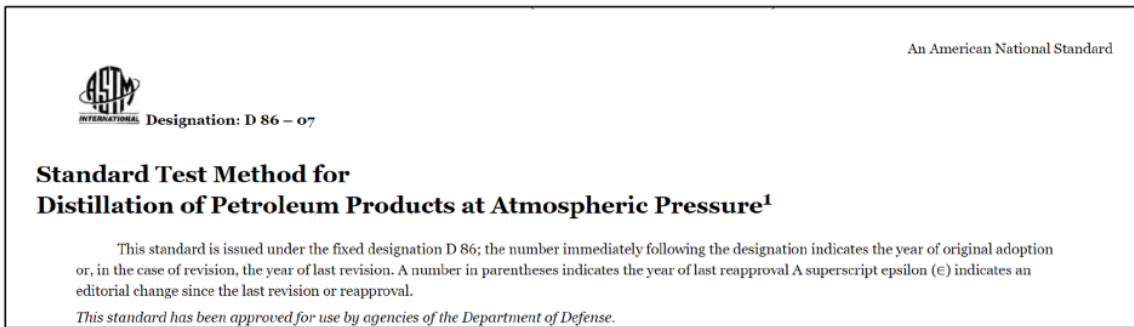 An American National Standard
ASTM
INTERNATIONAL Designation: D 86 – 07
Standard Test Method for
Distillation of Petroleum Products at Atmospheric Pressure¹
This standard is issued under the fixed designation D 86; the number immediately following the designation indicates the year of original adoption
or, in the case of revision, the year of last revision. A number in parentheses indicates the year of last reapproval A superscript epsilon (∈) indicates an
editorial change since the last revision or reapproval.
This standard has been approved for use by agencies of the Department of Defense.